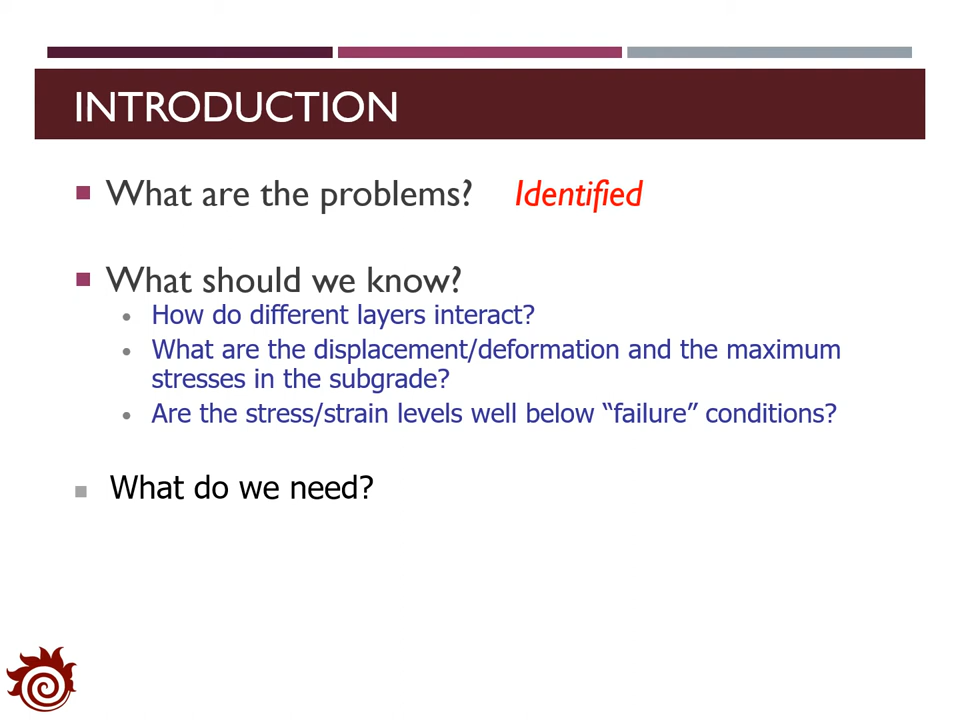 INTRODUCTION
What are the problems? Identified
What should we know?
How do different layers interact?
What are the displacement/deformation and the maximum
stresses in the subgrade?
Are the stress/strain levels well below “failure” conditions?
What do we need?